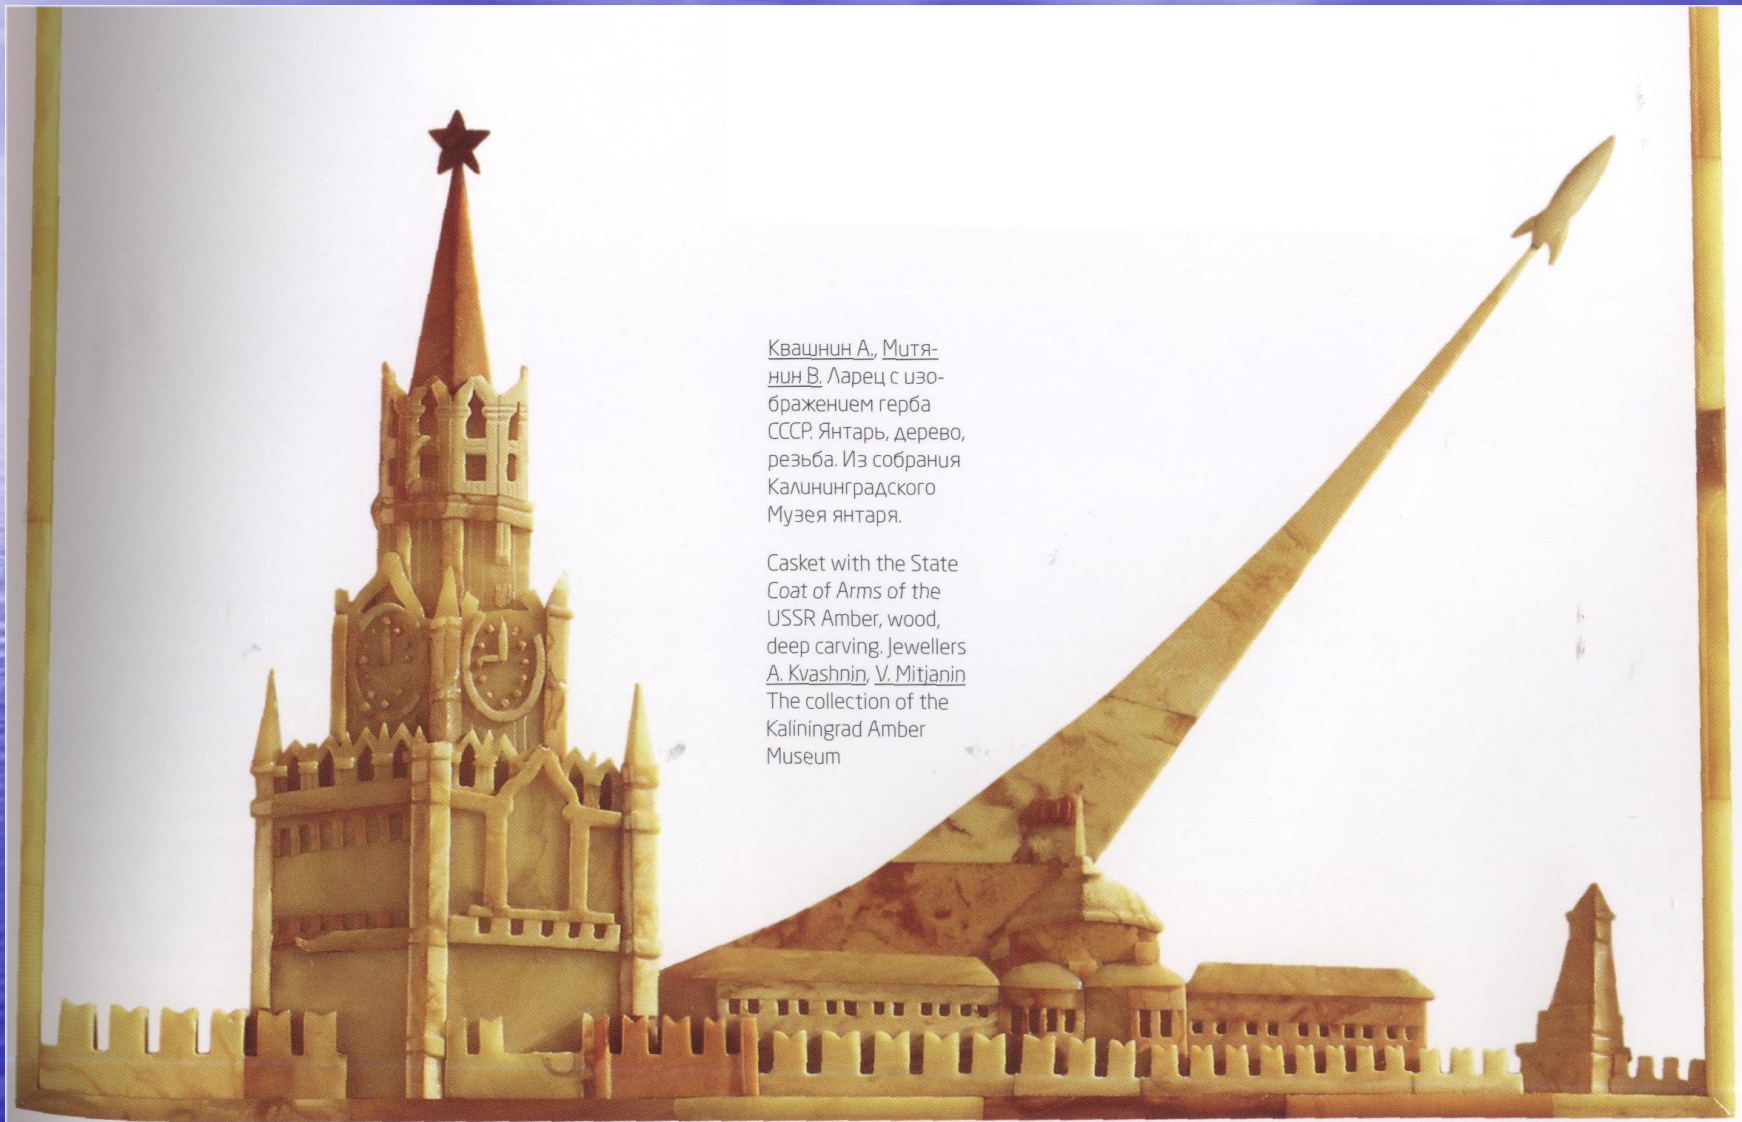 Квашнин А., Митя-
нин В. Ларец с изо-
бражением герба
СССР. Янтарь, дерево,
резьба. Из собрания
Калининградского
Музея янтаря.
Casket with the State
Coat of Arms of the
USSR Amber, wood,
deep carving. Jewellers
A. Kvashnin, V. Mitjanin
The collection of the
Kaliningrad Amber
Museum